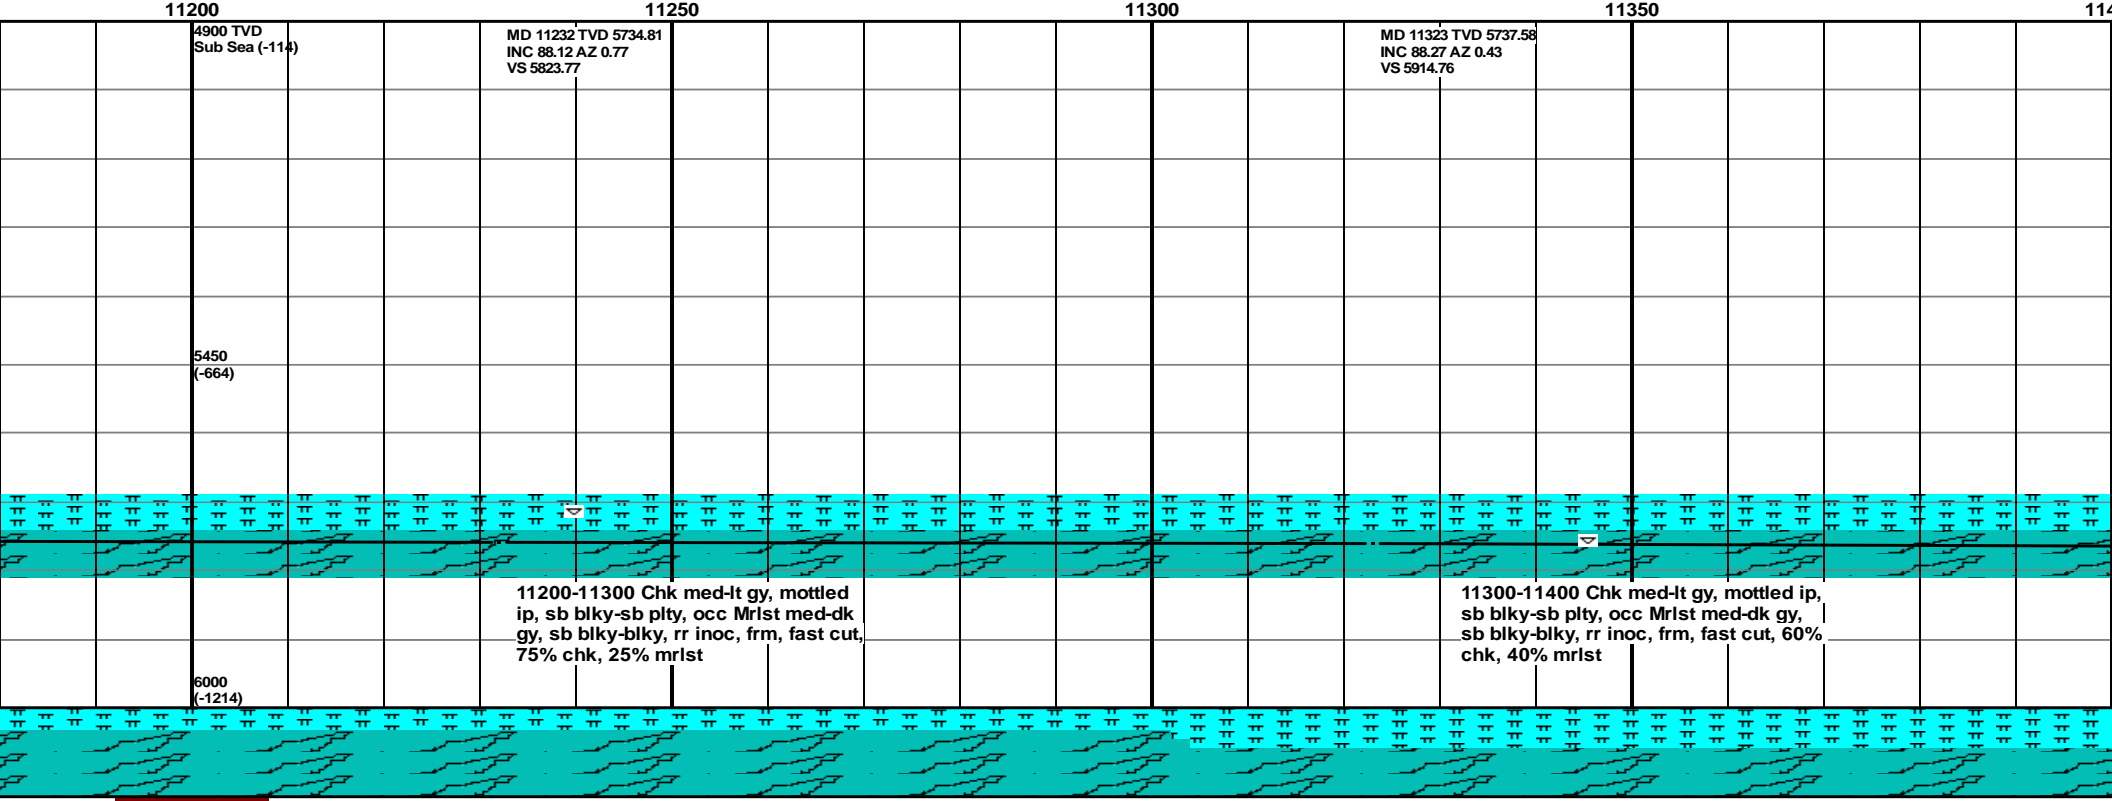 11200 11250 11300 11350 114
4900 TVD
Sub Sea (-114)
MD 11232 TVD 5734.81
INC 88.12 AZ 0.77
VS 5823.77
MD 11323 TVD 5737.58
INC 88.27 AZ 0.43
VS 5914.76
5450
(-664)
11200-11300 Chk med-lt gy, mottled
ip, sb blky-sb plty, occ Mrlst med-dk
gy, sb blky-blky, rr inoc, frm, fast cut,
75% chk, 25% mrlst
11300-11400 Chk med-lt gy, mottled ip,
sb blky-sb plty, occ Mrlst med-dk gy,
sb blky-blky, rr inoc, frm, fast cut, 60%
chk, 40% mrlst
6000
(-1214)